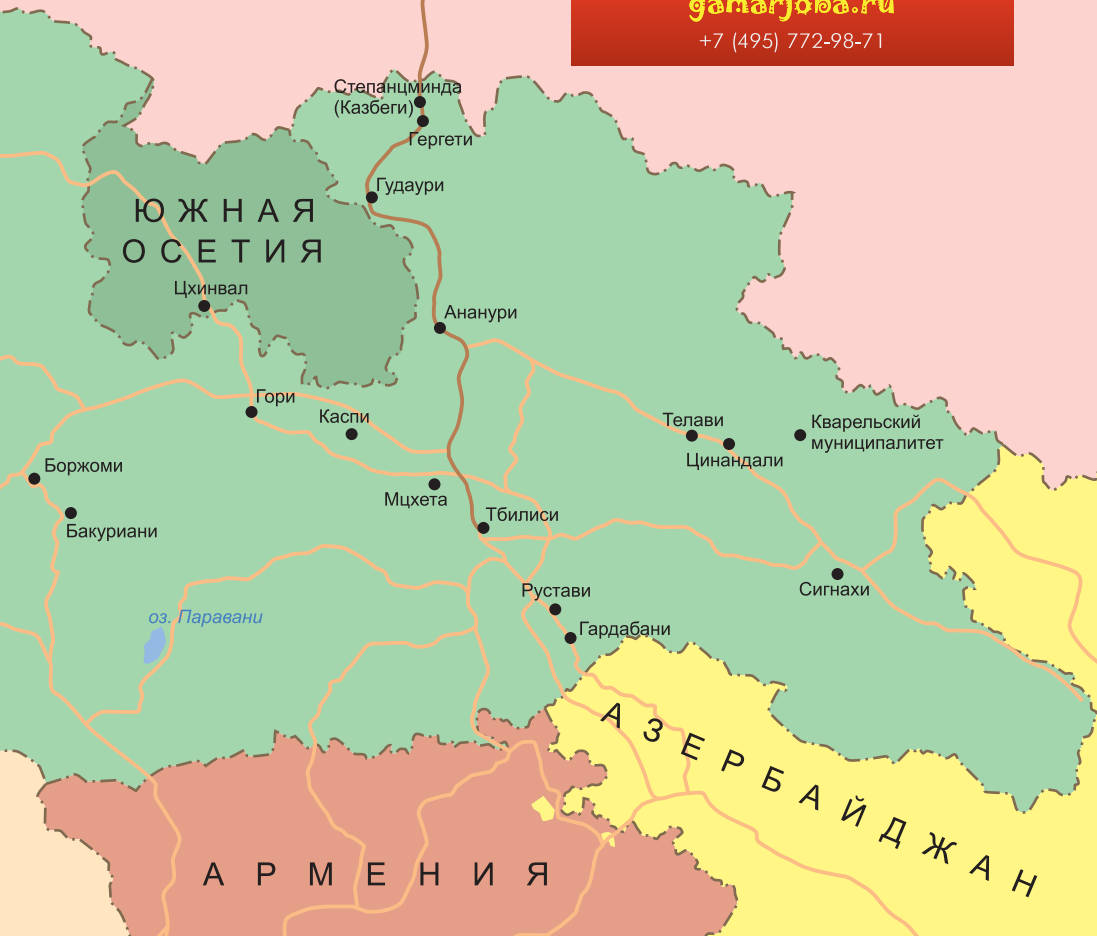 gamarjoba.ru
+7 (495) 772-98-71
Степанцминда
(Казбеги)
Гергети
Гудаури
ЮЖНАЯ
ОСЕТИЯ
Цхинвал
Ананури
Гори
Каспи
Телави
Цинандали
Кварельский
муниципалитет
Боржоми
Бакуриани
Мцхета
Тбилиси
Сигнахи
Рустави
Гардабани
оз. Паравани
АЗЕРБАЙДЖАН
АРМЕНИЯ